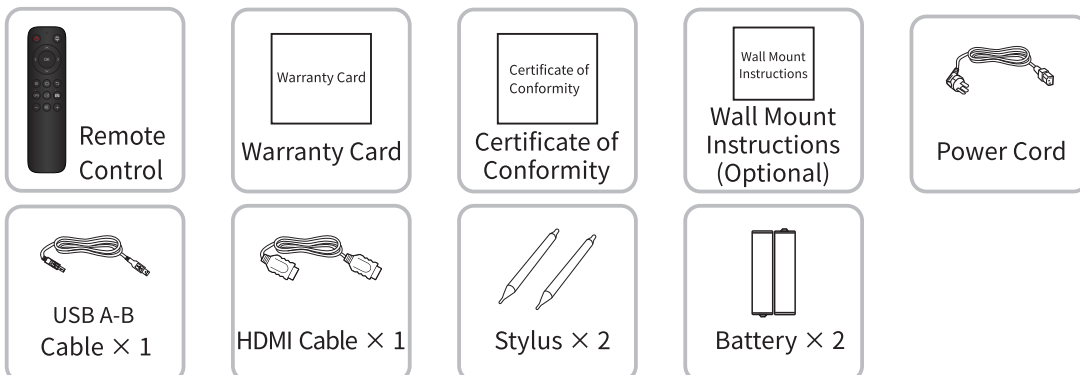 Remote
Control
Warranty Card
Warranty Card
Certificate of
Conformity
Certificate of
Conformity
Wall Mount
Instructions
Wall Mount
Instructions
(Optional)
Power Cord
USB A-B
Cable × 1
HDMI Cable × 1
Stylus × 2
Battery × 2